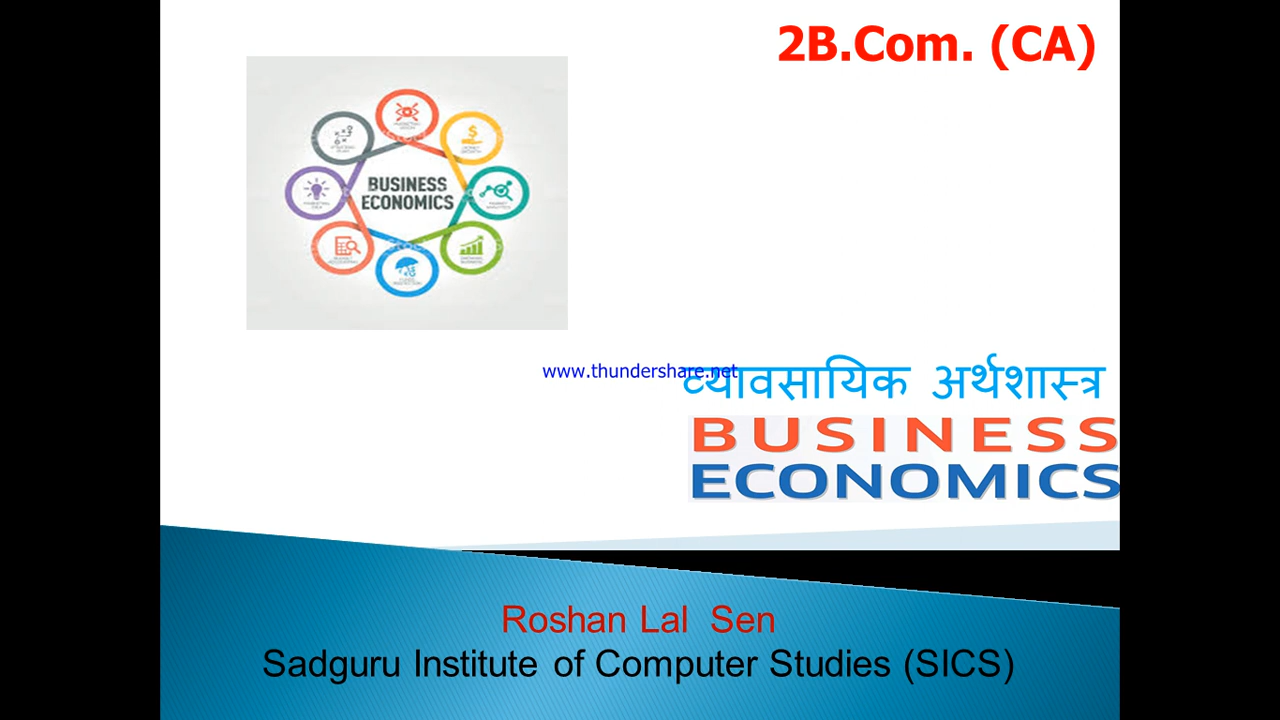 2B.Com. (CA)
BUSINESS
ECONOMICS
www.thundershare.net
व्यावसायिक अर्थशास्त्र
BUSINESS
ECONOMICS
Roshan Lal Sen
Sadguru Institute of Computer Studies (SICS)